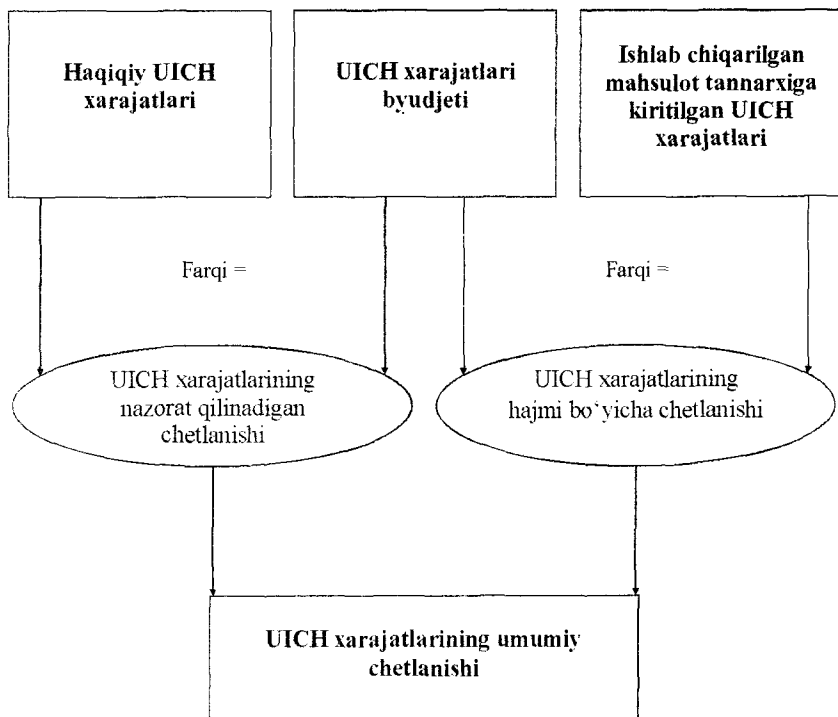 Haqiqiy UICH
xarajatlari
UICH xarajatlari
byudjeti
Ishlab chiqarilgan
mahsulot tannarxiga
kiritilgan UICH
xarajatlari
Farqi =
Farqi =
UICH xarajatlarining
nazorat qilinadigan
chetlanishi
UICH xarajatlarining
hajmi bo‘yicha chetlanishi
UICH xarajatlarining umumiy
chetlanishi